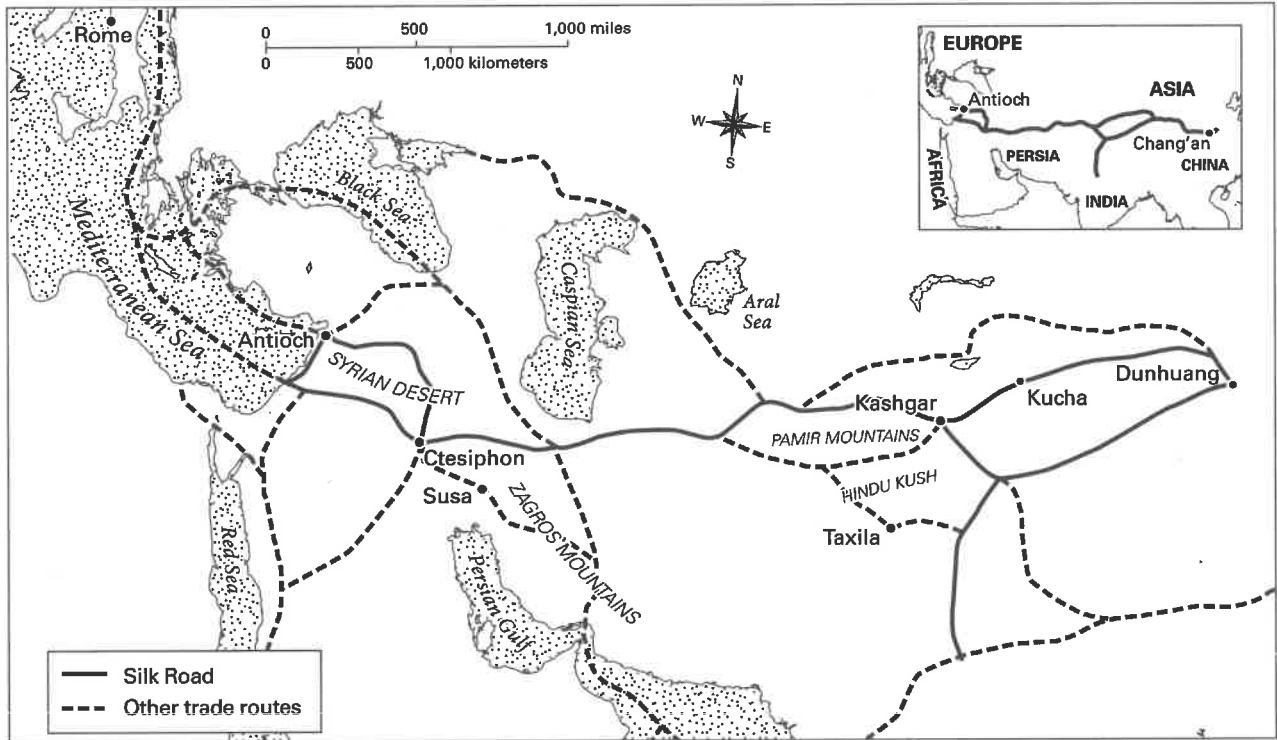 Rome
0 500 1,000 miles
0 500 1,000 kilometers
N
W E
S
EUROPE
ASIA
Antioch
Chang'an
CHINA
PERSIA
AFRICA
INDIA
Black Sea
Mediterranean Sea
Caspian Sea
Aral
Sea
Antioch
SYRIAN DESERT
Dunhuang
Kashgar
Kucha
PAMIR MOUNTAINS
Ctesiphon
Susa
ZAGROS MOUNTAINS
HINDU KUSH
Taxila
Red Sea
Persian Gulf
Silk Road
Other trade routes